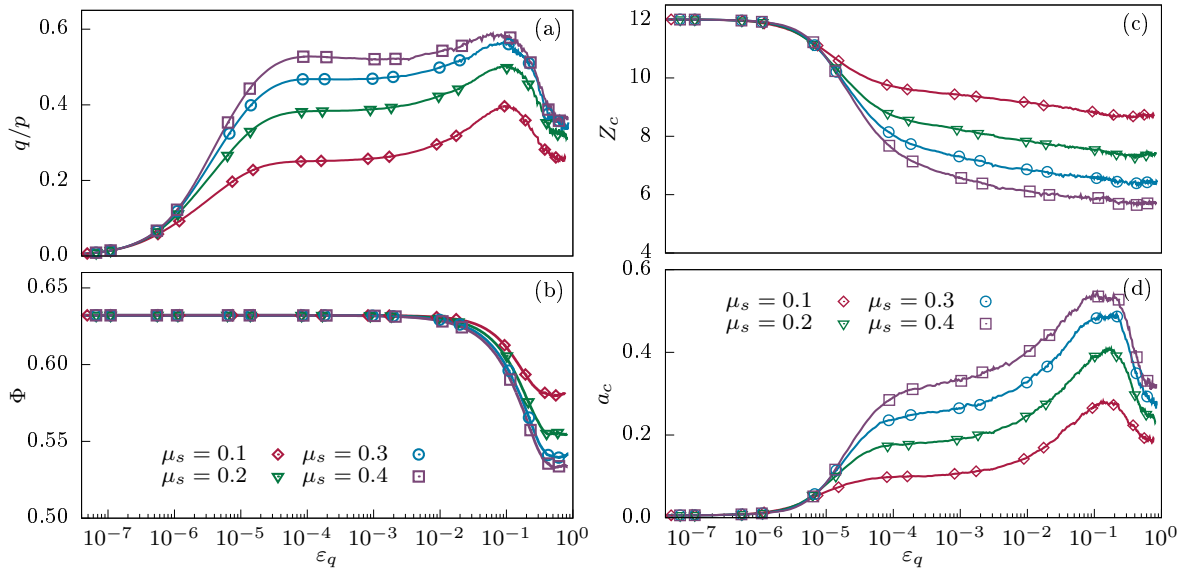 (a)
q/p
0.6
0.4
0.2
0.0
(b)
Φ
0.65
0.60
0.55
0.50
μₛ = 0.1 μₛ = 0.3
μₛ = 0.2 μₛ = 0.4
10⁻⁷ 10⁻⁶ 10⁻⁵ 10⁻⁴ 10⁻³ 10⁻² 10⁻¹ 10⁰
ε_q
(c)
Z_c
12
10
8
6
4
(d)
a_c
0.6
0.4
0.2
0.0
μₛ = 0.1 μₛ = 0.3
μₛ = 0.2 μₛ = 0.4
10⁻⁷ 10⁻⁶ 10⁻⁵ 10⁻⁴ 10⁻³ 10⁻² 10⁻¹ 10⁰
ε_q